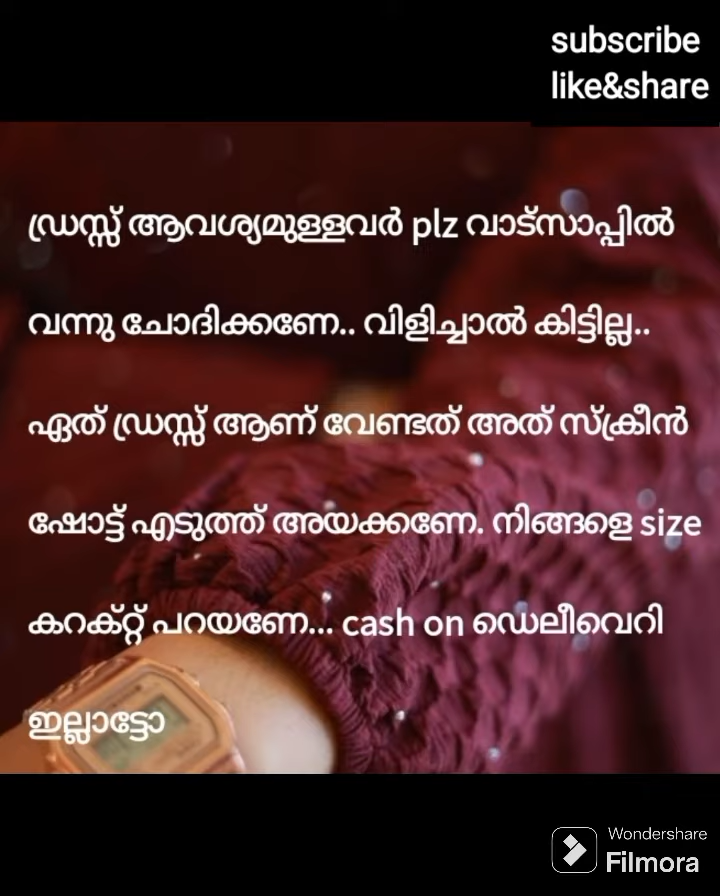 subscribe
like&share
ഡ്രസ്സ് ആവശ്യമുള്ളവർ plz വാട്സാപ്പിൽ
വന്നു ചോദിക്കണേ.. വിളിച്ചാൽ കിട്ടില്ല..
ഏത് ഡ്രസ്സ് ആണ് വേണ്ടത് അത് സ്ക്രീൻ
ഷോട്ട് എടുത്ത് അയക്കണേ. നിങ്ങളെ size
കറക്റ്റ് പറയണേ... cash on ഡെലീവെറി
ഇല്ലാട്ടോ
Wondershare
Filmora